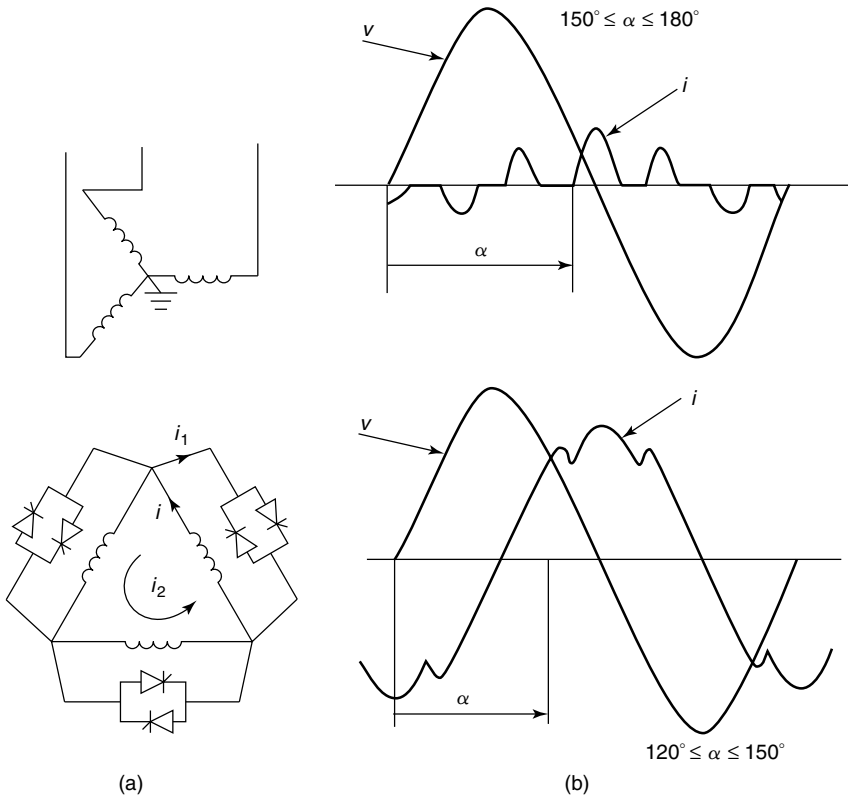 150° ≤ α ≤ 180°
v
i
α
i₁
i
i₂
v
i
α
120° ≤ α ≤ 150°
(a)
(b)